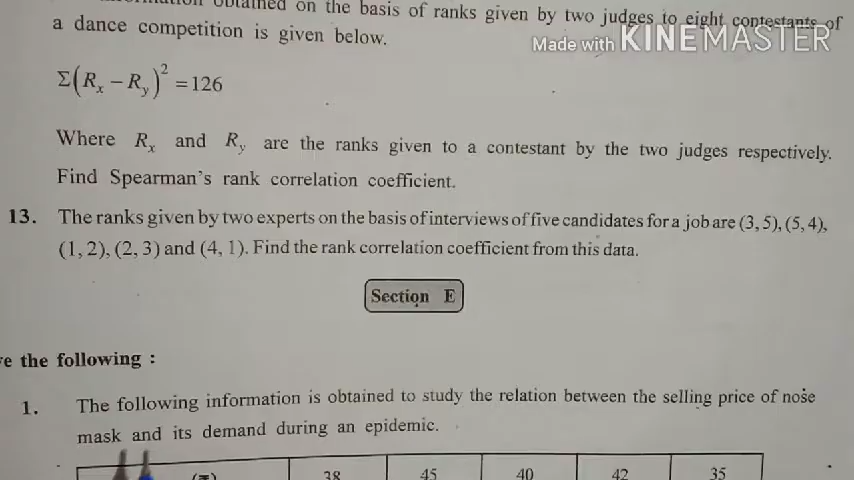 obtained on the basis of ranks given by two judges to eight contestants of
a dance competition is given below.
Made with KINEMASTER
Σ(Rₓ − Rᵧ)² = 126
Where Rₓ and Rᵧ are the ranks given to a contestant by the two judges respectively.
Find Spearman's rank correlation coefficient.
13. The ranks given by two experts on the basis of interviews of five candidates for a job are (3, 5), (5, 4),
(1, 2), (2, 3) and (4, 1). Find the rank correlation coefficient from this data.
Section E
the following :
1. The following information is obtained to study the relation between the selling price of nose
mask and its demand during an epidemic.
(₹) 38 45 40 42 35